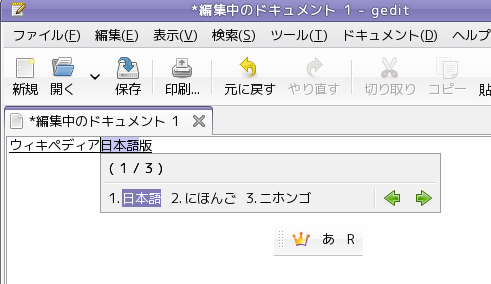 *編集中のドキュメント 1 - gedit
ファイル(F) 編集(E) 表示(V) 検索(S) ツール(T) ドキュメント(D) ヘルプ
新規 開く 保存 印刷... 元に戻す やり直す 切り取り コピー 貼
*編集中のドキュメント 1
ウィキペディア日本語版
( 1 / 3 )
1. 日本語 2. にほんご 3. ニホンゴ
あ R